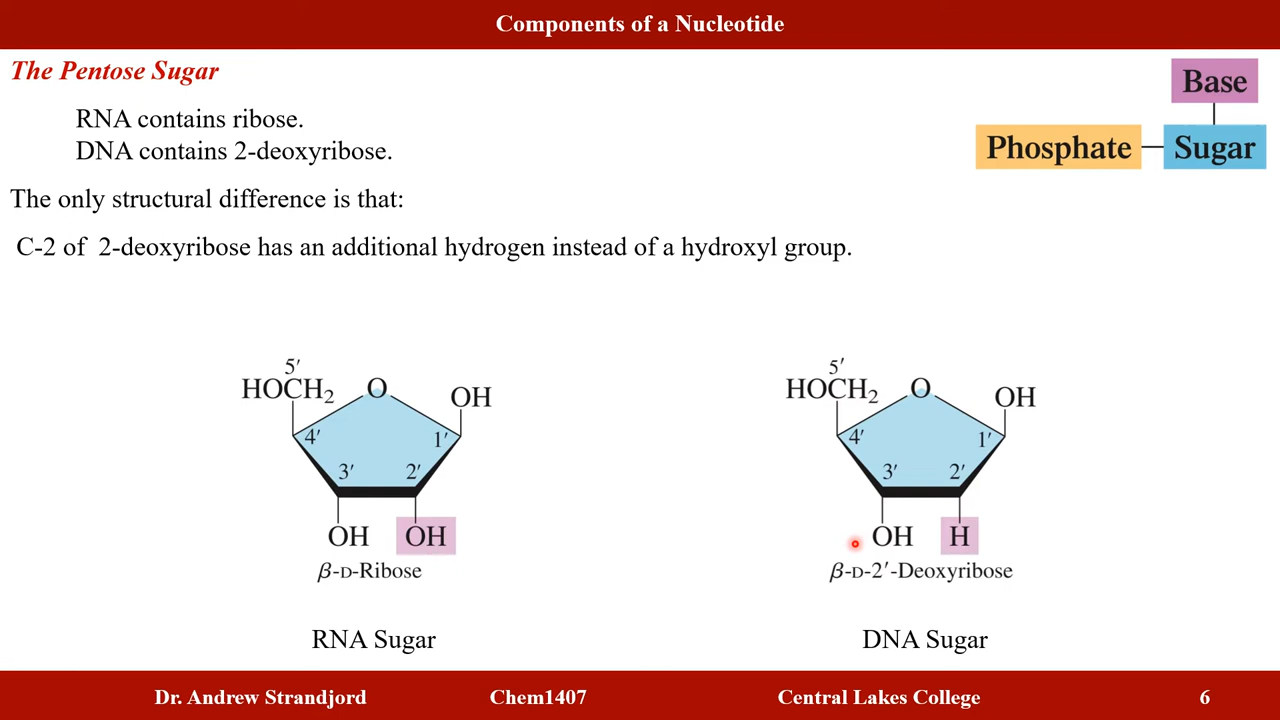 Components of a Nucleotide
The Pentose Sugar
Base
RNA contains ribose.
DNA contains 2-deoxyribose.
Phosphate Sugar
The only structural difference is that:
C-2 of 2-deoxyribose has an additional hydrogen instead of a hydroxyl group.
5′ 5′
HOCH2 O OH HOCH2 O OH
4′ 1′ 4′ 1′
3′ 2′ 3′ 2′
OH OH OH H
β-D-Ribose β-D-2′-Deoxyribose
RNA Sugar DNA Sugar
Dr. Andrew Strandjord Chem1407 Central Lakes College 6